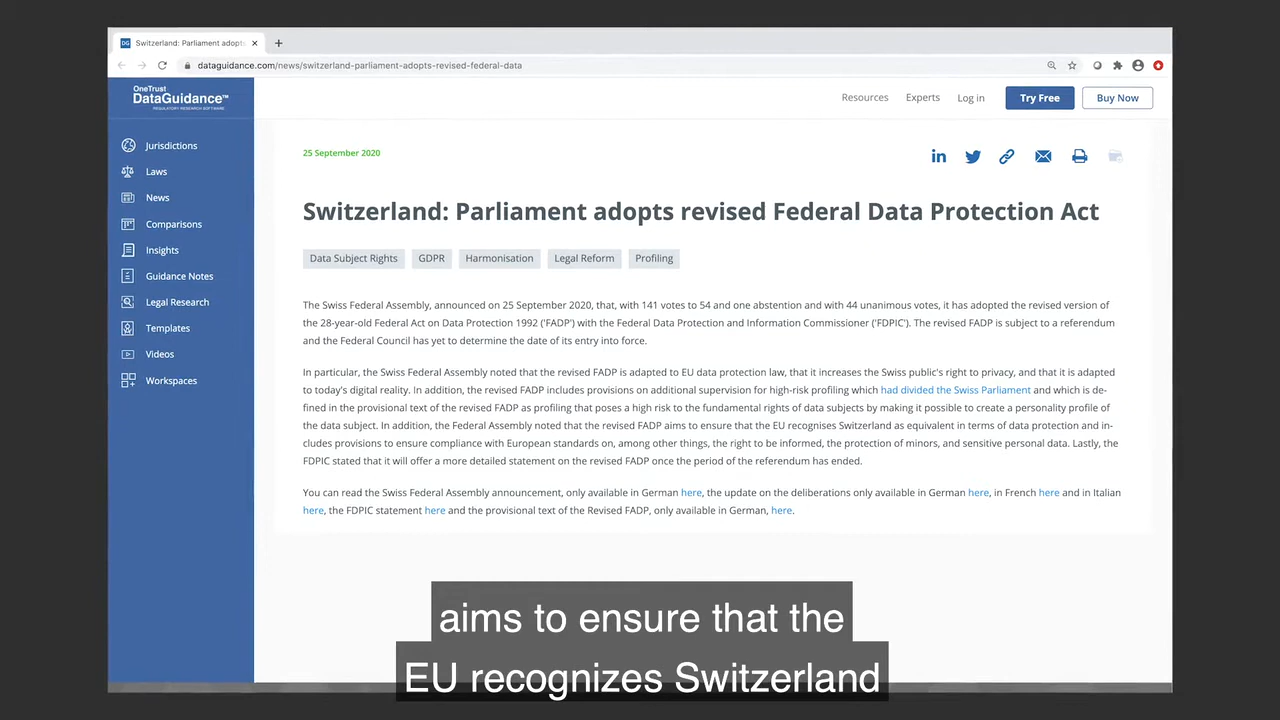 Switzerland: Parliament adopts
dataguidance.com/news/switzerland-parliament-adopts-revised-federal-data
OneTrust
DataGuidance™
REGULATORY RESEARCH SOFTWARE
Resources
Experts
Log in
Try Free
Buy Now
Jurisdictions
Laws
News
Comparisons
Insights
Guidance Notes
Legal Research
Templates
Videos
Workspaces
25 September 2020
Switzerland: Parliament adopts revised Federal Data Protection Act
Data Subject Rights
GDPR
Harmonisation
Legal Reform
Profiling
The Swiss Federal Assembly, announced on 25 September 2020, that, with 141 votes to 54 and one abstention and with 44 unanimous votes, it has adopted the revised version of
the 28-year-old Federal Act on Data Protection 1992 ('FADP') with the Federal Data Protection and Information Commissioner ('FDPIC'). The revised FADP is subject to a referendum
and the Federal Council has yet to determine the date of its entry into force.
In particular, the Swiss Federal Assembly noted that the revised FADP is adapted to EU data protection law, that it increases the Swiss public's right to privacy, and that it is adapted
to today's digital reality. In addition, the revised FADP includes provisions on additional supervision for high-risk profiling which had divided the Swiss Parliament and which is de-
fined in the provisional text of the revised FADP as profiling that poses a high risk to the fundamental rights of data subjects by making it possible to create a personality profile of
the data subject. In addition, the Federal Assembly noted that the revised FADP aims to ensure that the EU recognises Switzerland as equivalent in terms of data protection and in-
cludes provisions to ensure compliance with European standards on, among other things, the right to be informed, the protection of minors, and sensitive personal data. Lastly, the
FDPIC stated that it will offer a more detailed statement on the revised FADP once the period of the referendum has ended.
You can read the Swiss Federal Assembly announcement, only available in German here, the update on the deliberations only available in German here, in French here and in Italian
here, the FDPIC statement here and the provisional text of the Revised FADP, only available in German, here.
aims to ensure that the
EU recognizes Switzerland